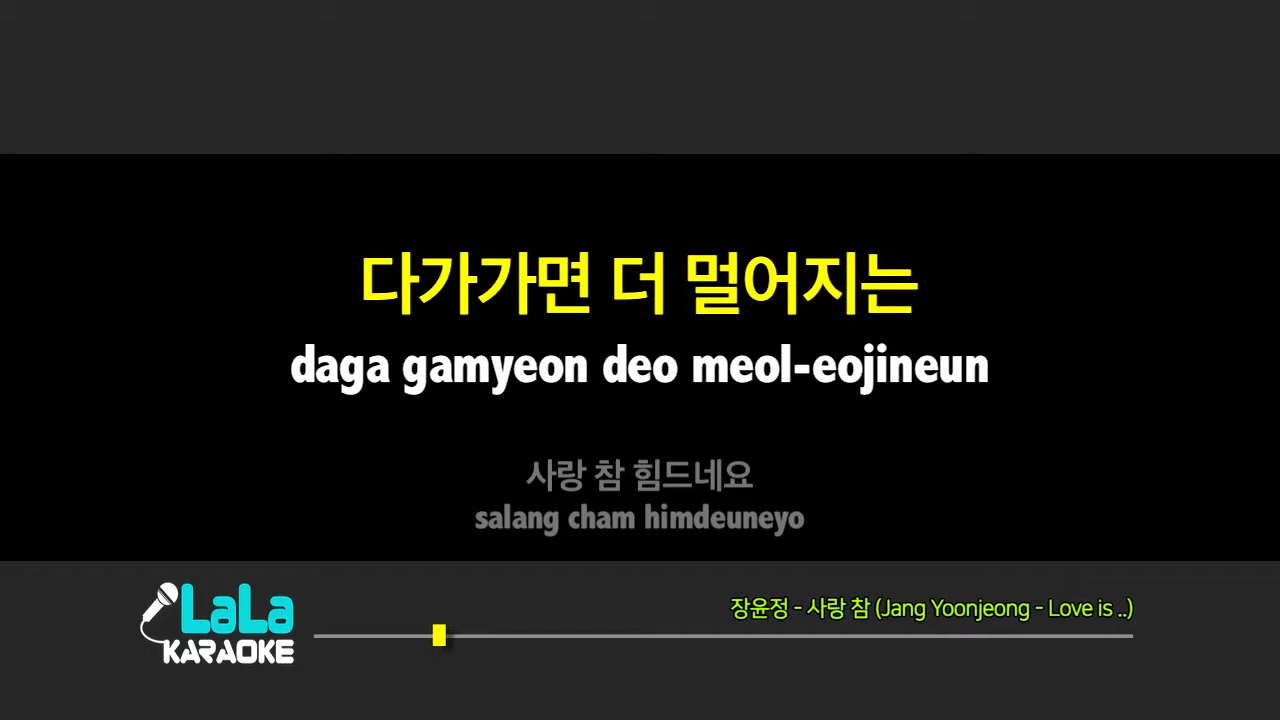 다가가면 더 멀어지는
daga gamyeon deo meol-eojineun
사랑 참 힘드네요
salang cham himdeuneyo
LaLa
KARAOKE
장윤정 - 사랑 참 (Jang Yoonjeong - Love is ..)